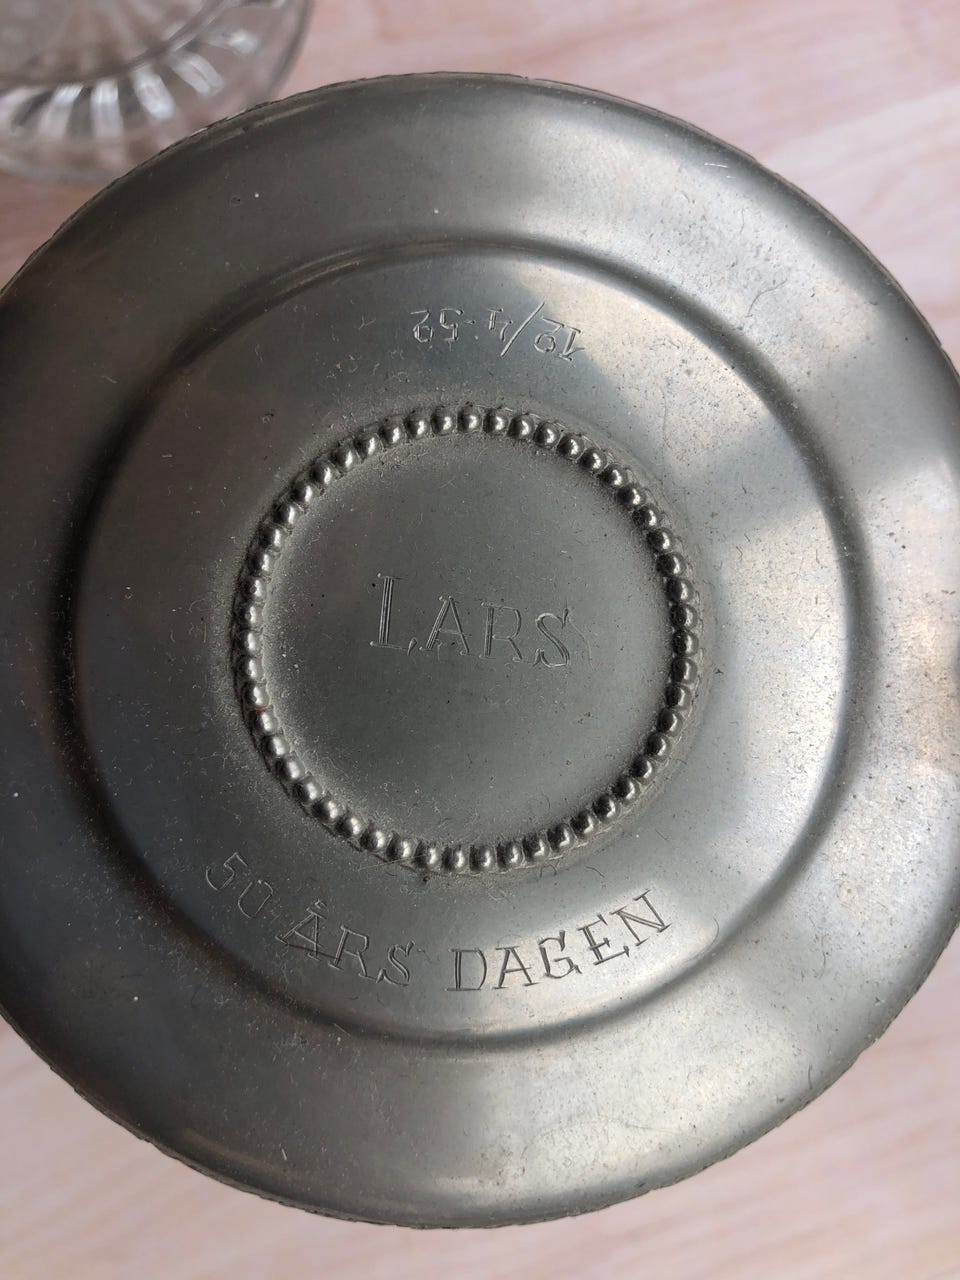 12/4-52
LARS
50 ÅRS DAGEN